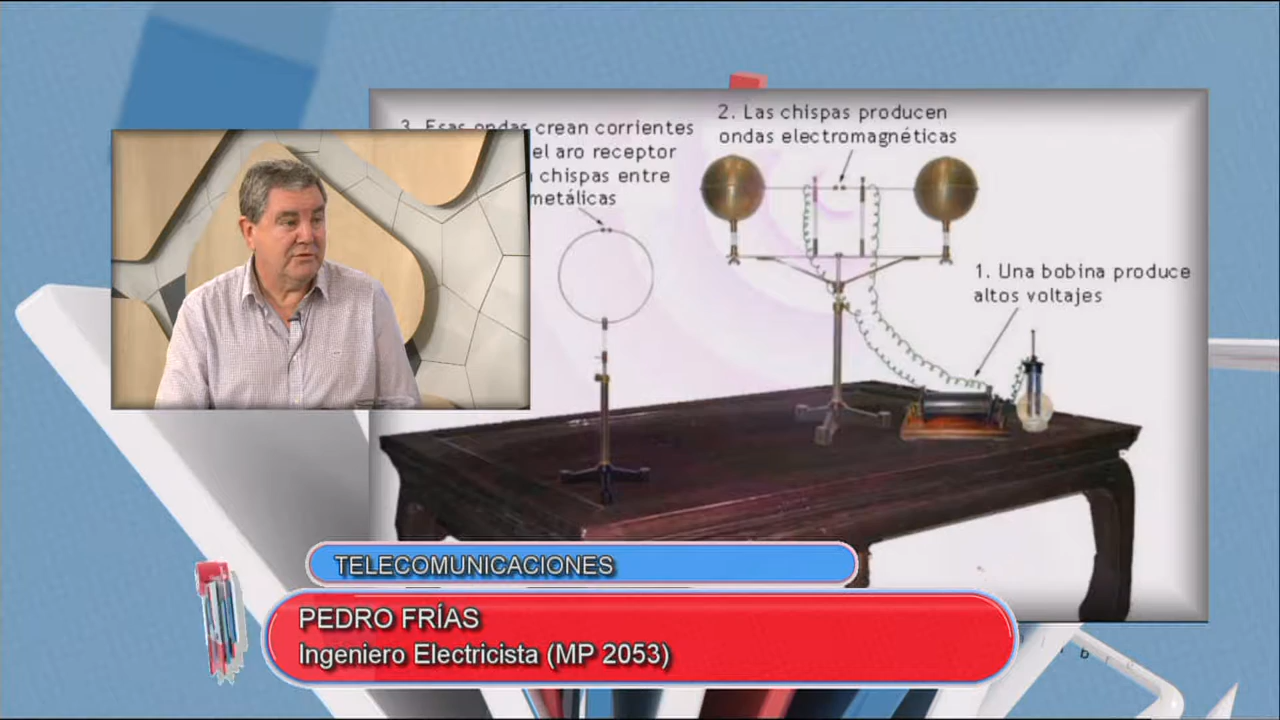 3. Esas ondas crean corrientes
el aro receptor
chispas entre
metálicas
2. Las chispas producen
ondas electromagnéticas
1. Una bobina produce
altos voltajes
TELECOMUNICACIONES
PEDRO FRÍAS
Ingeniero Electricista (MP 2053)